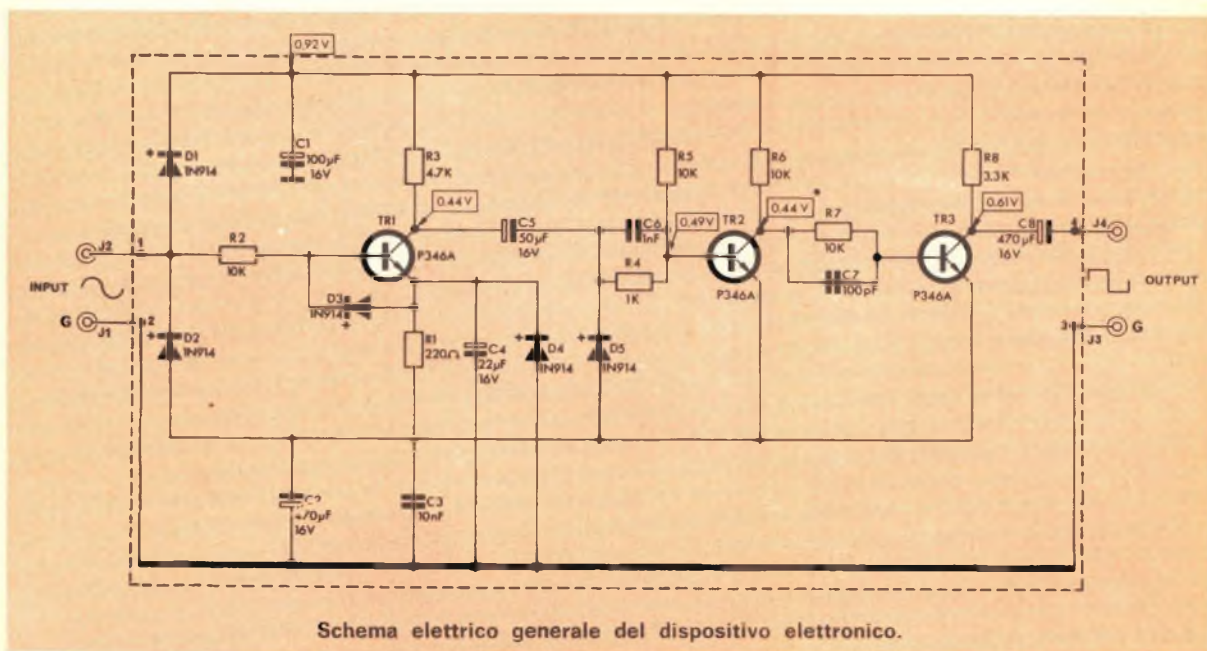 0.92 V
D1
1N914
C1
100µF
16V
R3
4.7K
R5
10K
R6
10K
R8
3.3K
0.44 V
0.49V
0.44 V *
0.61V
J2
1
R2
10K
TR1
P346A
C5
50µF
16V
C6
1nF
TR2
P346A
R7
10K
TR3
P346A
C8
470µF
16V
4
J4
INPUT
OUTPUT
R4
1K
C7
100pF
D3
1N914
G
J1
2
3
J3
G
D2
1N914
R1
220Ω
C4
22µF
16V
D4
1N914
D5
1N914
C2
470µF
16V
C3
10nF
Schema elettrico generale del dispositivo elettronico.